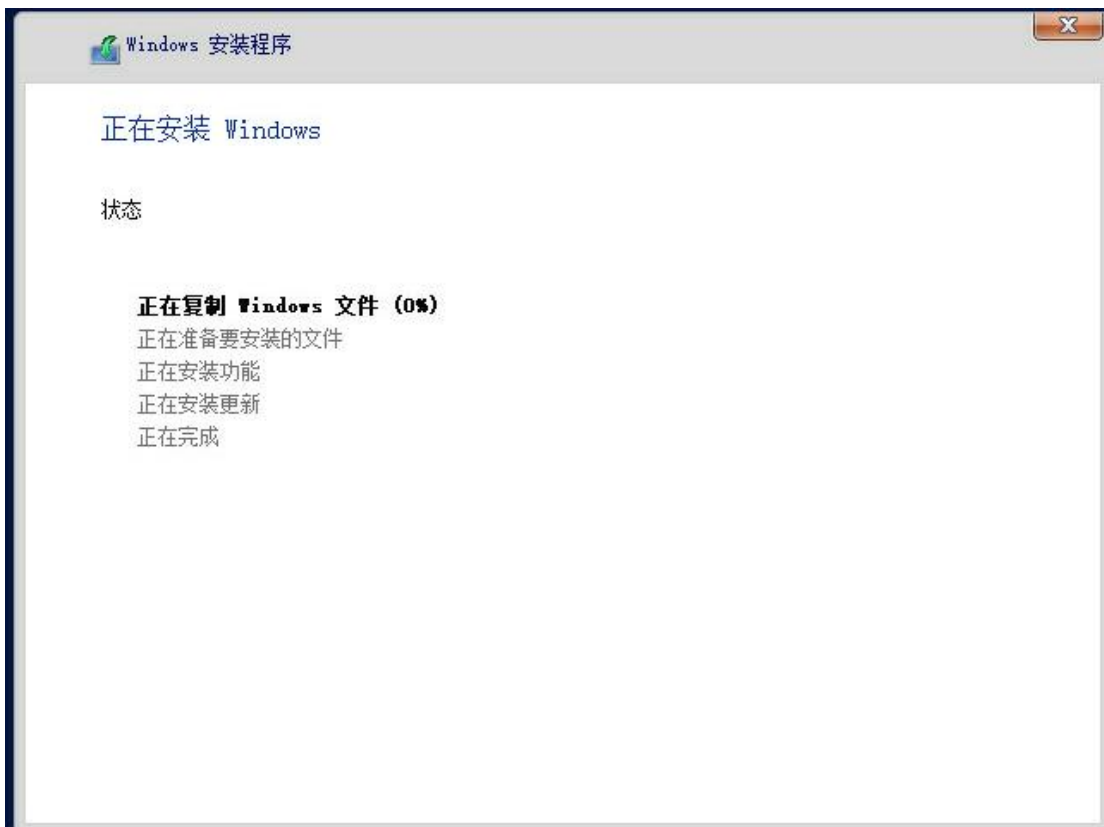 Windows 安装程序
正在安装 Windows
状态
正在复制 Windows 文件 (0%)
正在准备要安装的文件
正在安装功能
正在安装更新
正在完成